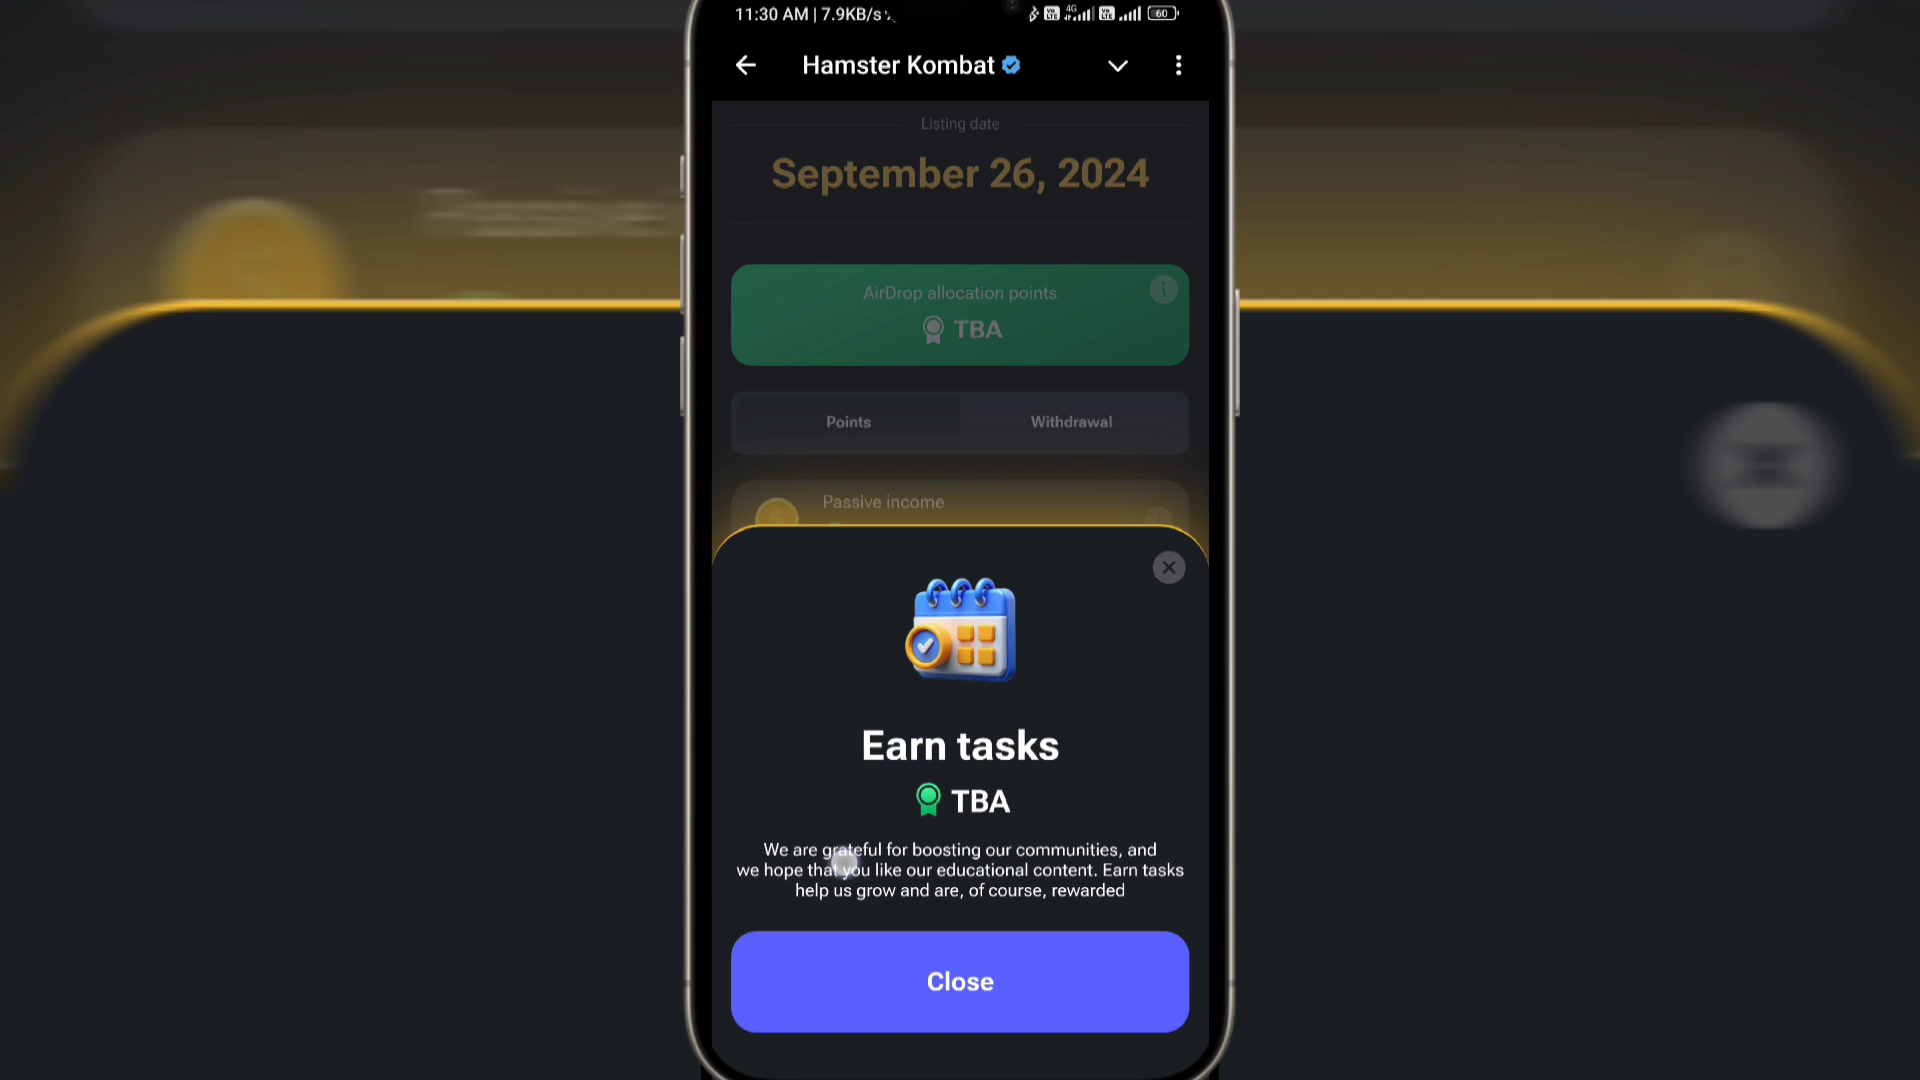 11:30 AM | 7.9KB/s
4G
60
Hamster Kombat
Listing date
September 26, 2024
AirDrop allocation points
TBA
Points
Withdrawal
Passive income
Earn tasks
TBA
We are grateful for boosting our communities, and
we hope that you like our educational content. Earn tasks
help us grow and are, of course, rewarded
Close